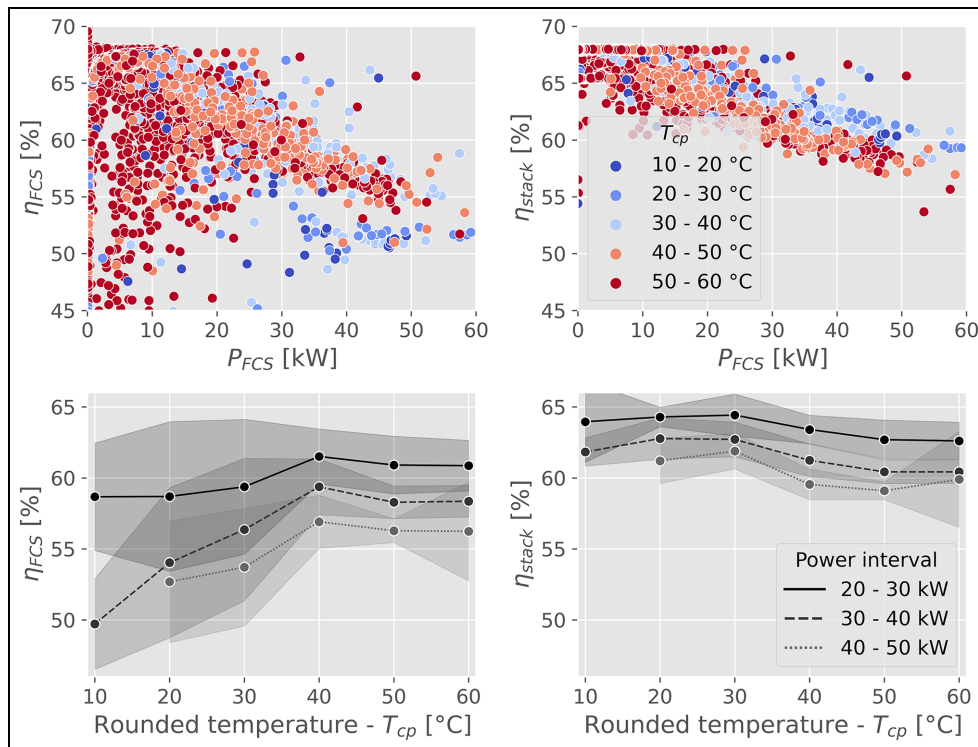 70
65
60
55
50
45
η_FCS [%]
0 10 20 30 40 50 60
P_FCS [kW]
70
65
60
55
50
45
η_stack [%]
T_cp
10 - 20 °C
20 - 30 °C
30 - 40 °C
40 - 50 °C
50 - 60 °C
0 10 20 30 40 50 60
P_FCS [kW]
65
60
55
50
η_FCS [%]
10 20 30 40 50 60
Rounded temperature - T_cp [°C]
65
60
55
50
η_stack [%]
Power interval
20 - 30 kW
30 - 40 kW
40 - 50 kW
10 20 30 40 50 60
Rounded temperature - T_cp [°C]